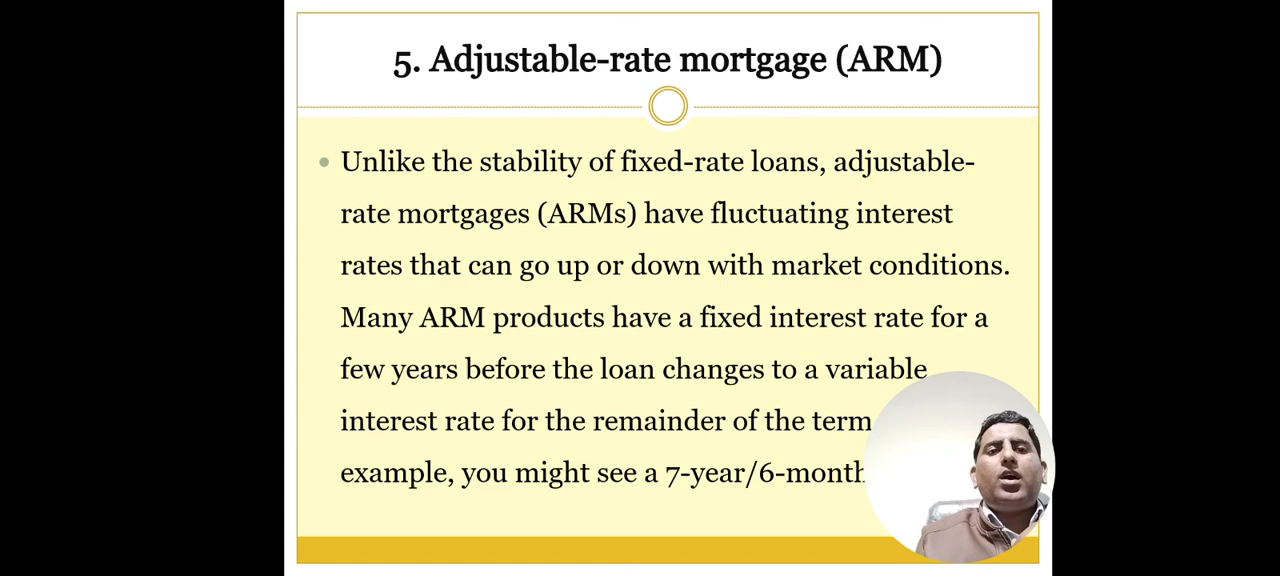 5. Adjustable-rate mortgage (ARM)
Unlike the stability of fixed-rate loans, adjustable-
rate mortgages (ARMs) have fluctuating interest
rates that can go up or down with market conditions.
Many ARM products have a fixed interest rate for a
few years before the loan changes to a variable
interest rate for the remainder of the term
example, you might see a 7-year/6-month